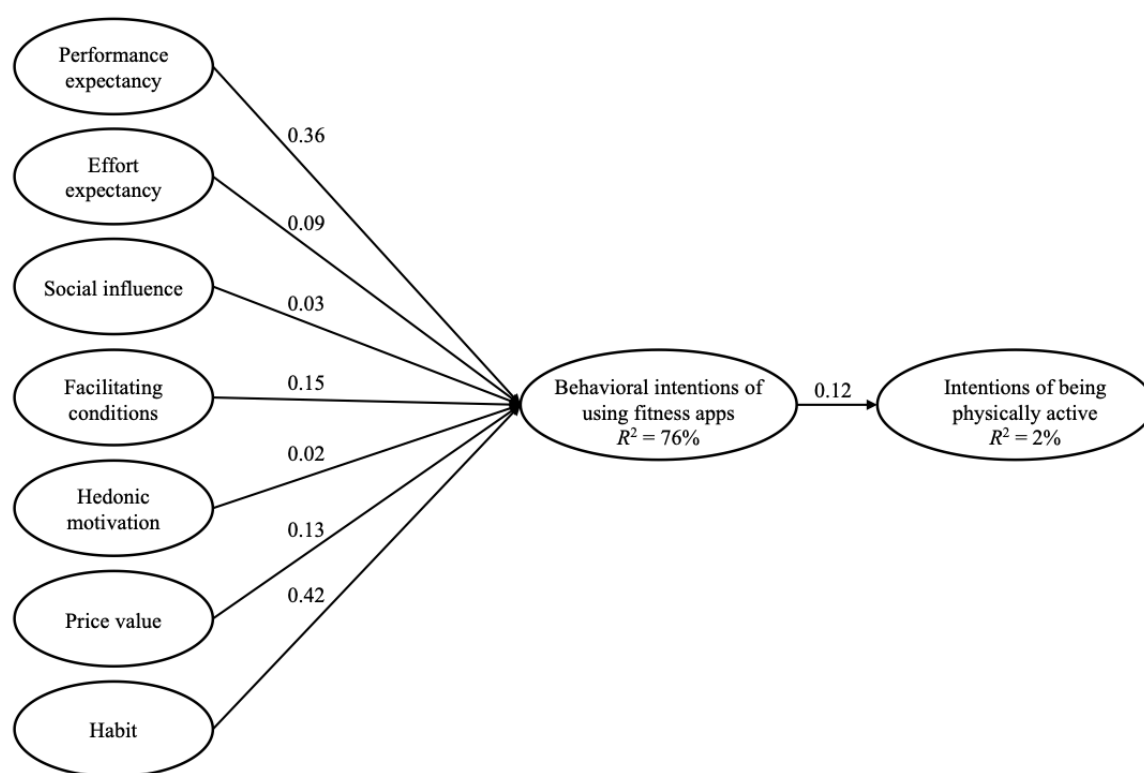 Performance
expectancy
0.36
Effort
expectancy
0.09
Social influence
0.03
Facilitating
conditions
0.15
Hedonic
motivation
0.02
Price value
0.13
Habit
0.42
Behavioral intentions of
using fitness apps
R² = 76%
0.12
Intentions of being
physically active
R² = 2%